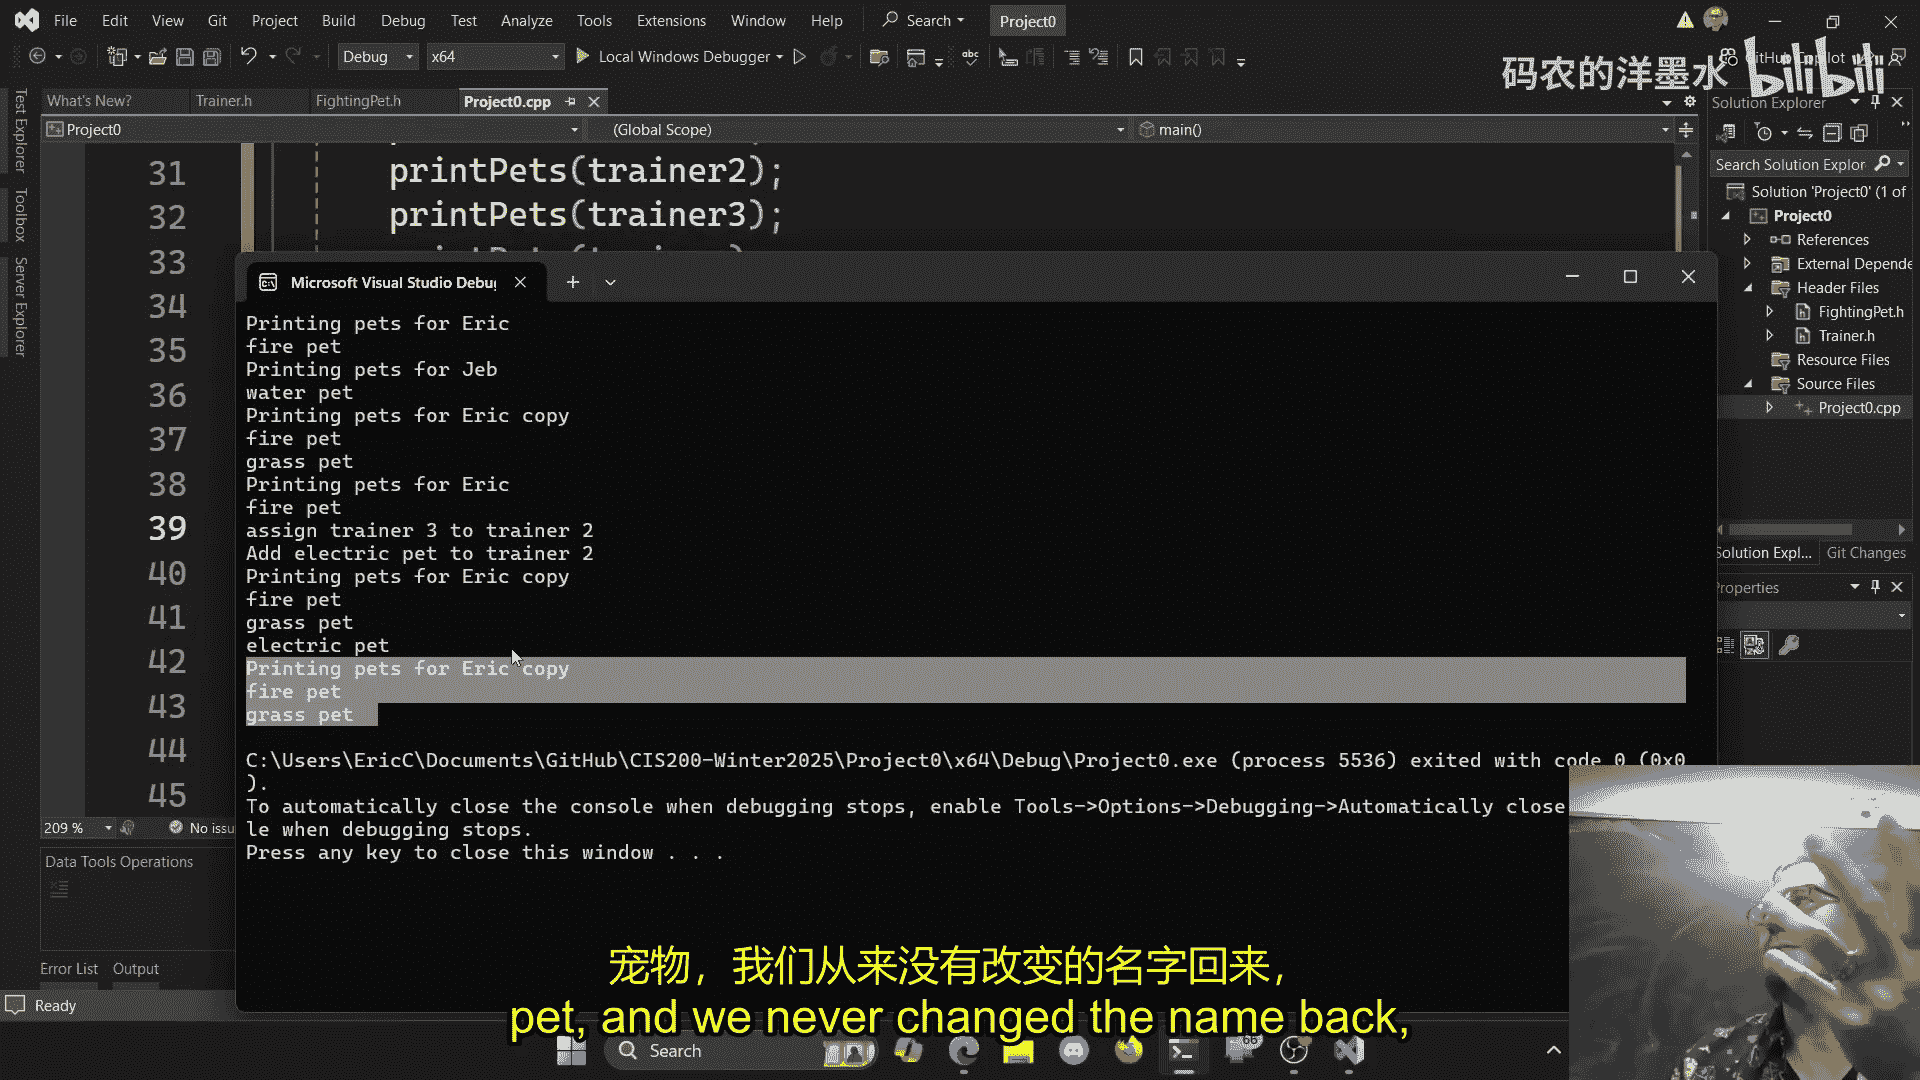 File Edit View Git Project Build Debug Test Analyze Tools Extensions Window Help Search Project0
Debug x64 Local Windows Debugger
码农的洋墨水 bilibili
What's New? Trainer.h FightingPet.h Project0.cpp
Solution Explorer
Project0 (Global Scope) main()
Test Explorer
Toolbox
Server Explorer
Search Solution Explor
Solution 'Project0' (1 of
Project0
References
External Depende
Header Files
FightingPet.h
Trainer.h
Resource Files
Source Files
Project0.cpp
Solution Expl... Git Changes
Properties
31 printPets(trainer2);
32 printPets(trainer3);
33
34
35
36
37
38
39
40
41
42
43
44
45
Microsoft Visual Studio Debug
Printing pets for Eric
fire pet
Printing pets for Jeb
water pet
Printing pets for Eric copy
fire pet
grass pet
Printing pets for Eric
fire pet
assign trainer 3 to trainer 2
Add electric pet to trainer 2
Printing pets for Eric copy
fire pet
grass pet
electric pet
Printing pets for Eric copy
fire pet
grass pet
C:\Users\EricC\Documents\GitHub\CIS200-Winter2025\Project0\x64\Debug\Project0.exe (process 5536) exited with code 0 (0x0
).
To automatically close the console when debugging stops, enable Tools->Options->Debugging->Automatically close
le when debugging stops.
Press any key to close this window . . .
209 % No issu
Data Tools Operations
Error List Output
Ready
宠物，我们从来没有改变的名字回来，
pet, and we never changed the name back,
Search